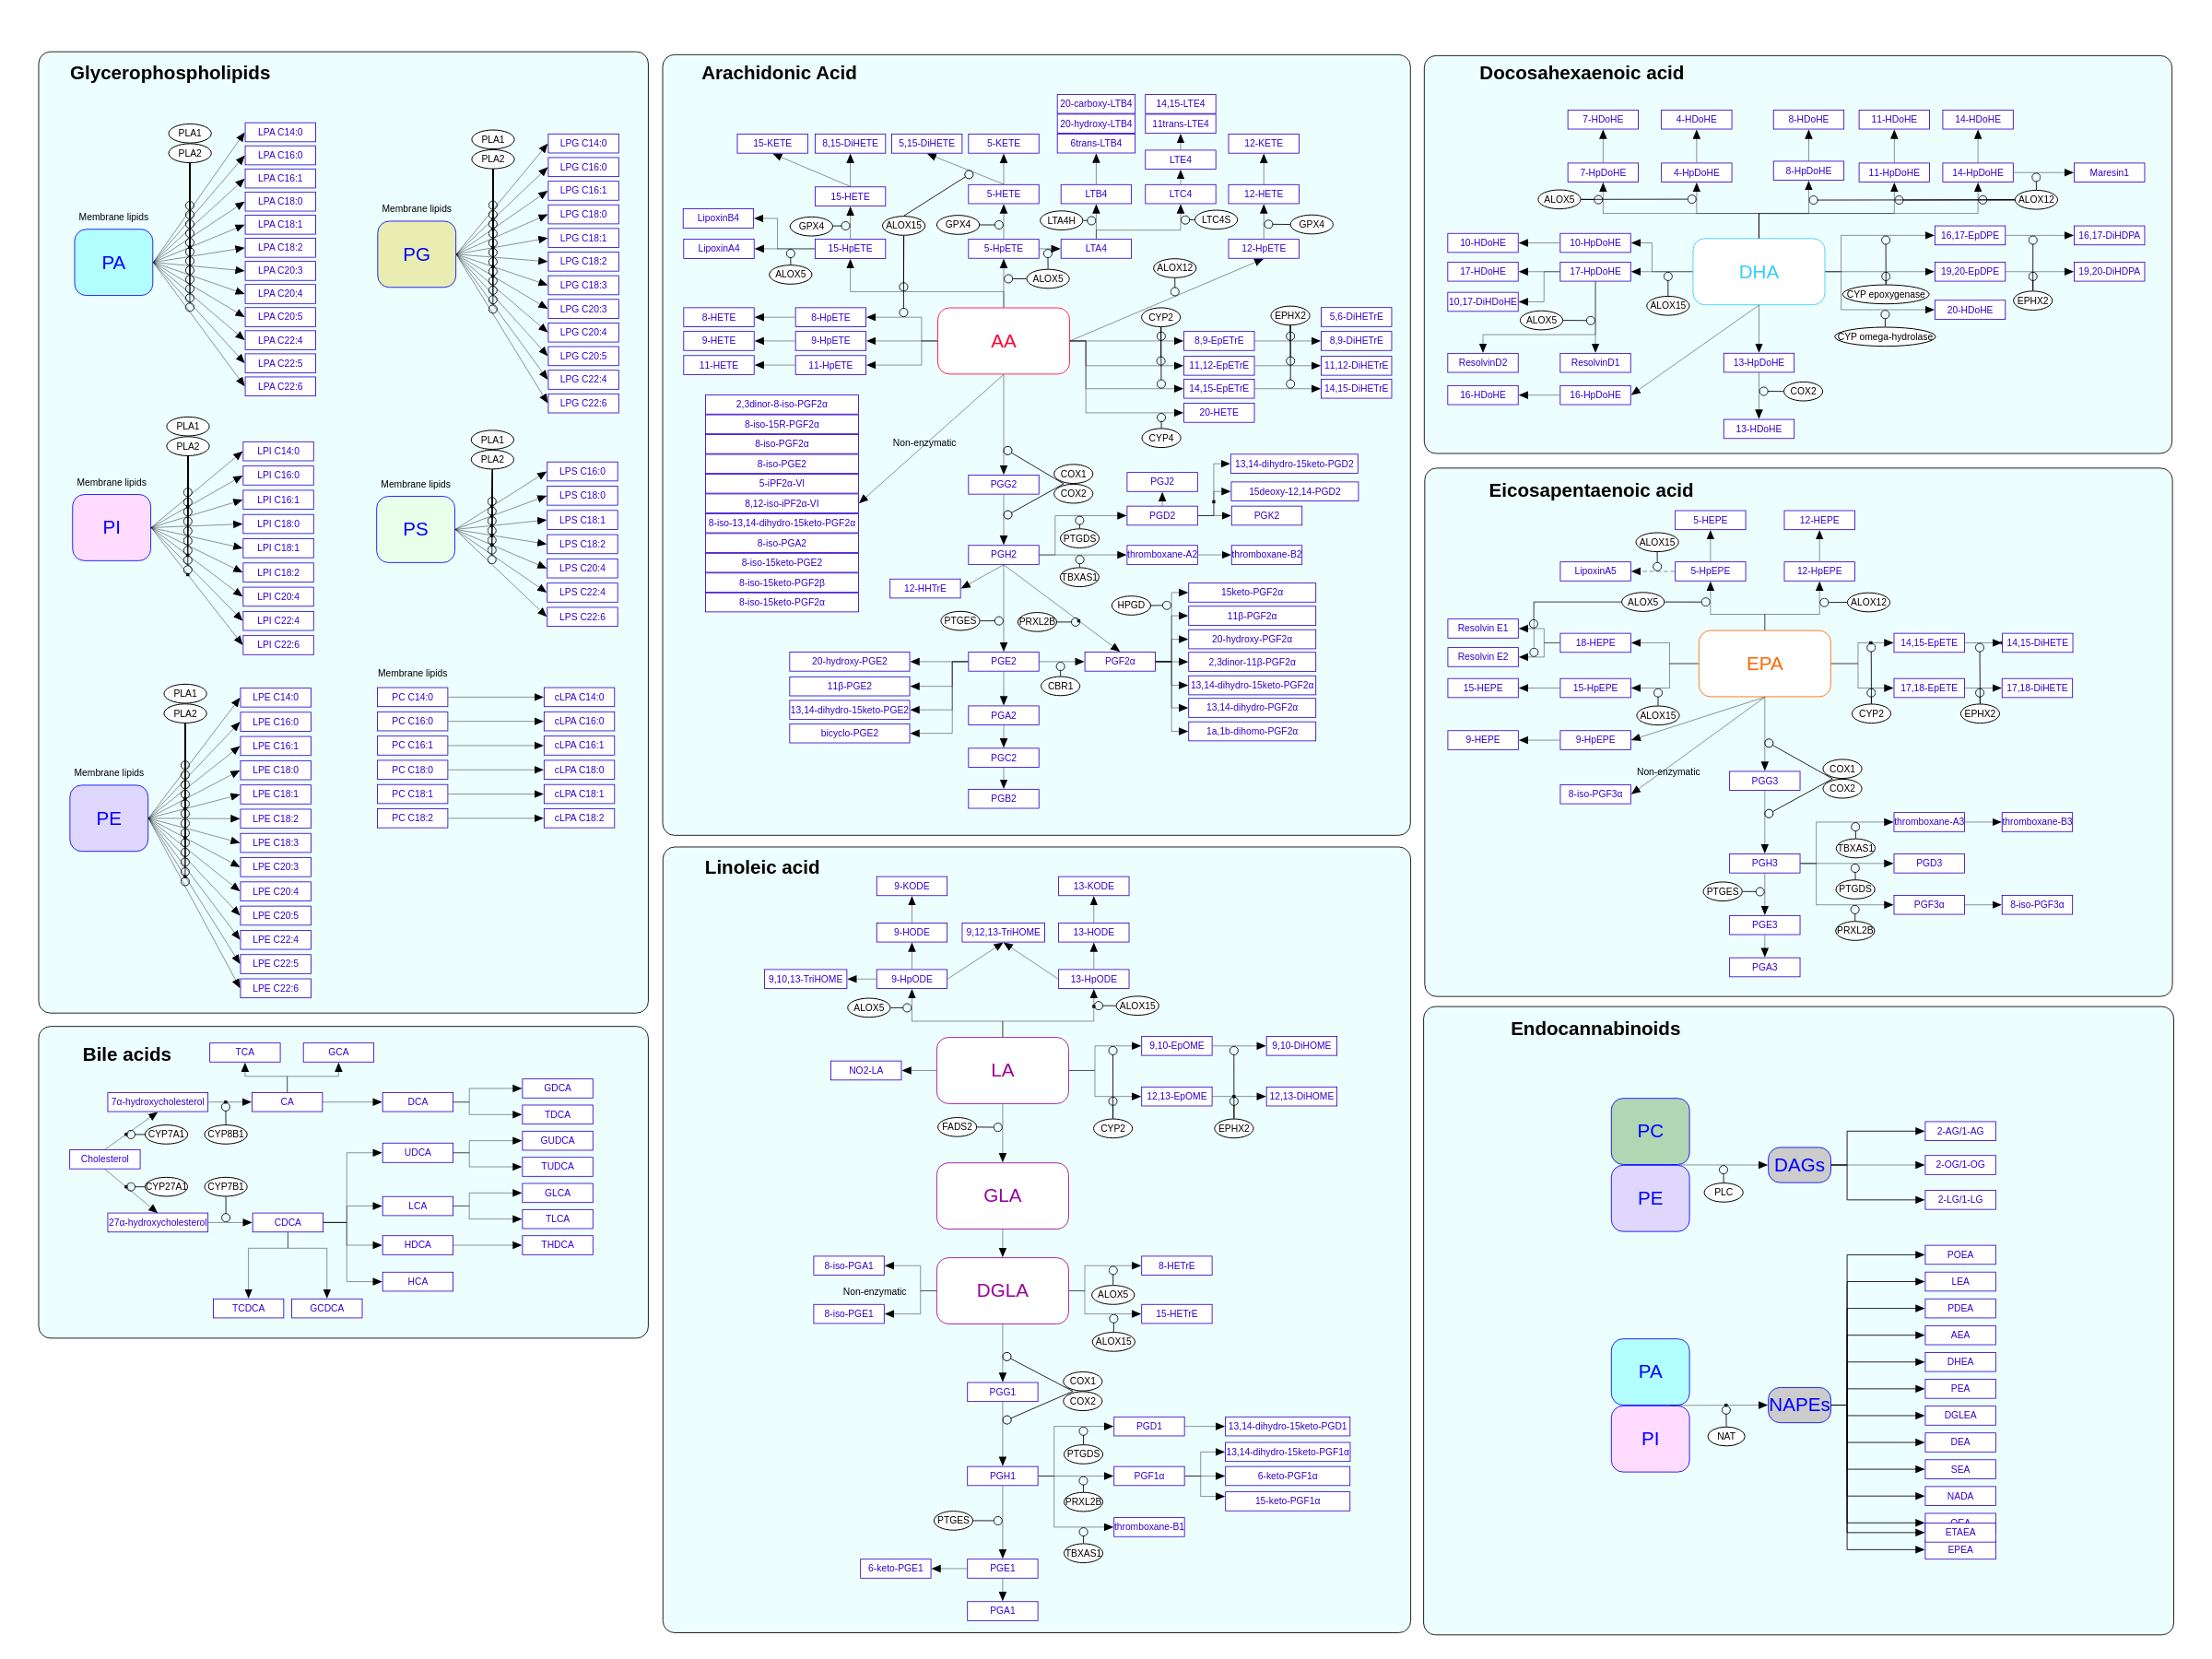 Glycerophospholipids
PLA1
PLA2
Membrane lipids
PA
LPA C14:0
LPA C16:0
LPA C16:1
LPA C18:0
LPA C18:1
LPA C18:2
LPA C20:3
LPA C20:4
LPA C20:5
LPA C22:4
LPA C22:5
LPA C22:6
PLA1
PLA2
Membrane lipids
PG
LPG C14:0
LPG C16:0
LPG C16:1
LPG C18:0
LPG C18:1
LPG C18:2
LPG C18:3
LPG C20:3
LPG C20:4
LPG C20:5
LPG C22:4
LPG C22:6
PLA1
PLA2
Membrane lipids
PI
LPI C14:0
LPI C16:0
LPI C16:1
LPI C18:0
LPI C18:1
LPI C18:2
LPI C20:4
LPI C22:4
LPI C22:6
PLA1
PLA2
Membrane lipids
PS
LPS C16:0
LPS C18:0
LPS C18:1
LPS C18:2
LPS C20:4
LPS C22:4
LPS C22:6
PLA1
PLA2
Membrane lipids
PE
LPE C14:0
LPE C16:0
LPE C16:1
LPE C18:0
LPE C18:1
LPE C18:2
LPE C18:3
LPE C20:3
LPE C20:4
LPE C20:5
LPE C22:4
LPE C22:5
LPE C22:6
Membrane lipids
PC C14:0
cLPA C14:0
PC C16:0
cLPA C16:0
PC C16:1
cLPA C16:1
PC C18:0
cLPA C18:0
PC C18:1
cLPA C18:1
PC C18:2
cLPA C18:2
Bile acids
TCA
GCA
7α-hydroxycholesterol
CA
DCA
GDCA
TDCA
CYP7A1
CYP8B1
Cholesterol
UDCA
GUDCA
TUDCA
CYP27A1
CYP7B1
LCA
GLCA
TLCA
27α-hydroxycholesterol
CDCA
HDCA
THDCA
HCA
TCDCA
GCDCA
Arachidonic Acid
20-carboxy-LTB4
14,15-LTE4
20-hydroxy-LTB4
11trans-LTE4
15-KETE
8,15-DiHETE
5,15-DiHETE
5-KETE
6trans-LTB4
12-KETE
LTE4
15-HETE
5-HETE
LTB4
LTC4
12-HETE
LipoxinB4
GPX4
ALOX15
GPX4
LTA4H
LTC4S
GPX4
LipoxinA4
15-HpETE
5-HpETE
LTA4
12-HpETE
ALOX5
ALOX5
ALOX12
8-HETE
8-HpETE
9-HETE
9-HpETE
11-HETE
11-HpETE
AA
CYP2
EPHX2
5,6-DiHETrE
8,9-EpETrE
8,9-DiHETrE
11,12-EpETrE
11,12-DiHETrE
14,15-EpETrE
14,15-DiHETrE
20-HETE
CYP4
2,3dinor-8-iso-PGF2α
8-iso-15R-PGF2α
8-iso-PGF2α
8-iso-PGE2
5-iPF2α-VI
8,12-iso-iPF2α-VI
8-iso-13,14-dihydro-15keto-PGF2α
8-iso-PGA2
8-iso-15keto-PGE2
8-iso-15keto-PGF2β
8-iso-15keto-PGF2α
Non-enzymatic
COX1
COX2
PGG2
PGJ2
13,14-dihydro-15keto-PGD2
15deoxy-12,14-PGD2
PGD2
PGK2
PTGDS
PGH2
thromboxane-A2
thromboxane-B2
TBXAS1
12-HHTrE
PTGES
PRXL2B
HPGD
15keto-PGF2α
11β-PGF2α
20-hydroxy-PGF2α
2,3dinor-11β-PGF2α
13,14-dihydro-15keto-PGF2α
13,14-dihydro-PGF2α
1a,1b-dihomo-PGF2α
20-hydroxy-PGE2
11β-PGE2
13,14-dihydro-15keto-PGE2
bicyclo-PGE2
PGE2
CBR1
PGF2α
PGA2
PGC2
PGB2
Linoleic acid
9-KODE
13-KODE
9-HODE
9,12,13-TriHOME
13-HODE
9,10,13-TriHOME
9-HpODE
13-HpODE
ALOX5
ALOX15
LA
NO2-LA
9,10-EpOME
9,10-DiHOME
12,13-EpOME
12,13-DiHOME
CYP2
EPHX2
FADS2
GLA
8-iso-PGA1
Non-enzymatic
8-iso-PGE1
DGLA
8-HETrE
ALOX5
15-HETrE
ALOX15
COX1
COX2
PGG1
PGD1
13,14-dihydro-15keto-PGD1
PTGDS
13,14-dihydro-15keto-PGF1α
PGH1
PGF1α
6-keto-PGF1α
PRXL2B
15-keto-PGF1α
PTGES
thromboxane-B1
TBXAS1
6-keto-PGE1
PGE1
PGA1
Docosahexaenoic acid
7-HDoHE
4-HDoHE
8-HDoHE
11-HDoHE
14-HDoHE
7-HpDoHE
4-HpDoHE
8-HpDoHE
11-HpDoHE
14-HpDoHE
Maresin1
ALOX5
ALOX12
10-HDoHE
10-HpDoHE
17-HDoHE
17-HpDoHE
10,17-DiHDoHE
ALOX15
ALOX5
DHA
16,17-EpDPE
16,17-DiHDPA
19,20-EpDPE
19,20-DiHDPA
CYP epoxygenase
EPHX2
20-HDoHE
CYP omega-hydrolase
ResolvinD2
ResolvinD1
13-HpDoHE
16-HDoHE
16-HpDoHE
COX2
13-HDoHE
Eicosapentaenoic acid
5-HEPE
12-HEPE
ALOX15
LipoxinA5
5-HpEPE
12-HpEPE
ALOX5
ALOX12
Resolvin E1
Resolvin E2
18-HEPE
EPA
14,15-EpETE
14,15-DiHETE
15-HEPE
15-HpEPE
17,18-EpETE
17,18-DiHETE
ALOX15
CYP2
EPHX2
9-HEPE
9-HpEPE
Non-enzymatic
8-iso-PGF3α
PGG3
COX1
COX2
thromboxane-A3
thromboxane-B3
TBXAS1
PGH3
PGD3
PTGES
PTGDS
PGF3α
8-iso-PGF3α
PRXL2B
PGE3
PGA3
Endocannabinoids
PC
PE
PLC
DAGs
2-AG/1-AG
2-OG/1-OG
2-LG/1-LG
PA
PI
NAT
NAPEs
POEA
LEA
PDEA
AEA
DHEA
PEA
DGLEA
DEA
SEA
NADA
ETAEA
EPEA